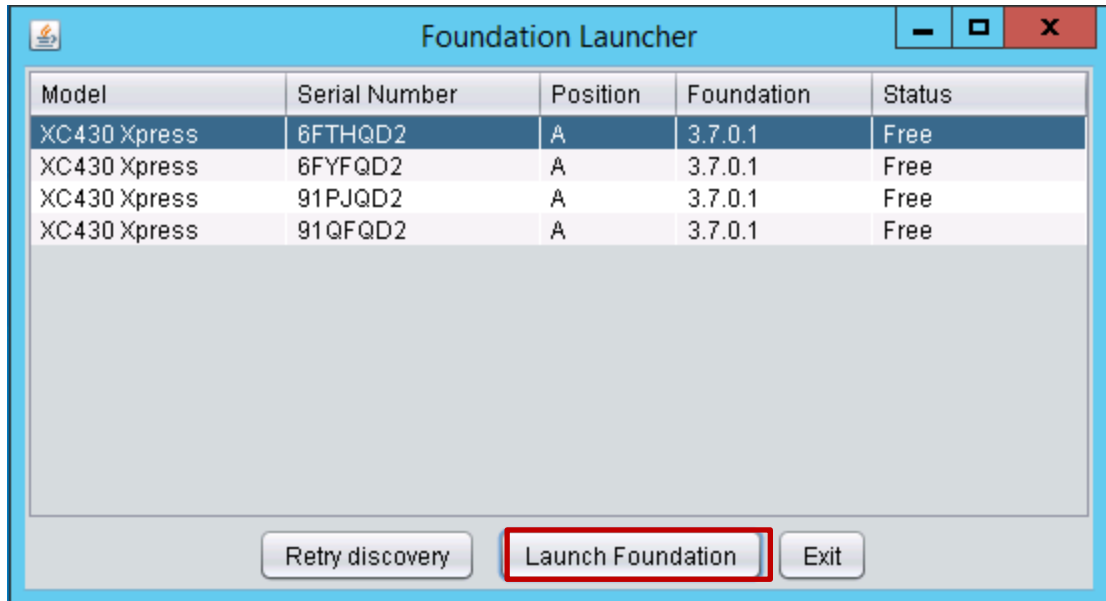 Foundation Launcher
Model Serial Number Position Foundation Status
XC430 Xpress 6FTHQD2 A 3.7.0.1 Free
XC430 Xpress 6FYFQD2 A 3.7.0.1 Free
XC430 Xpress 91PJQD2 A 3.7.0.1 Free
XC430 Xpress 91QFQD2 A 3.7.0.1 Free
Retry discovery Launch Foundation Exit